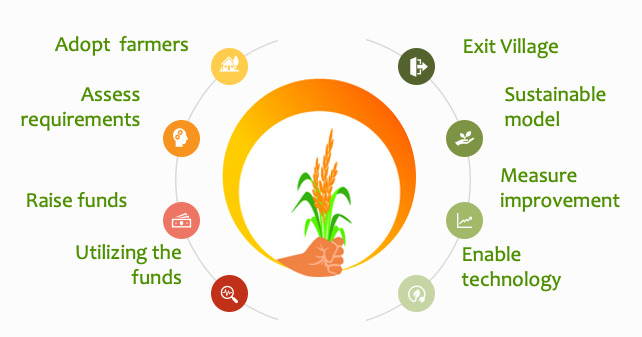 Adopt farmers
Assess
requirements
Raise funds
Utilizing the
funds
Exit Village
Sustainable
model
Measure
improvement
Enable
technology